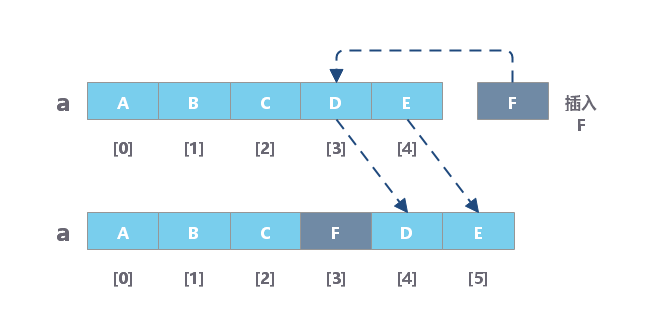 a A B C D E F 插入
F
[0] [1] [2] [3] [4]
a A B C F D E
[0] [1] [2] [3] [4] [5]